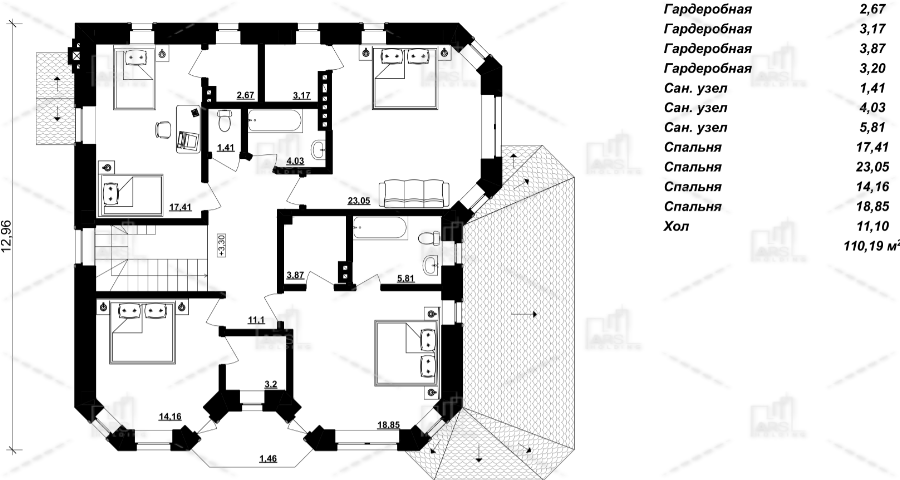 Гардеробная 2,67
Гардеробная 3,17
Гардеробная 3,87
Гардеробная 3,20
Сан. узел 1,41
Сан. узел 4,03
Сан. узел 5,81
Спальня 17,41
Спальня 23,05
Спальня 14,16
Спальня 18,85
Хол 11,10
110,19 м²
12,96
2.67
3.17
1.41
4.03
17.41
23.05
+3,30
3.87
5.81
11.1
3.2
14.16
18.85
1.46